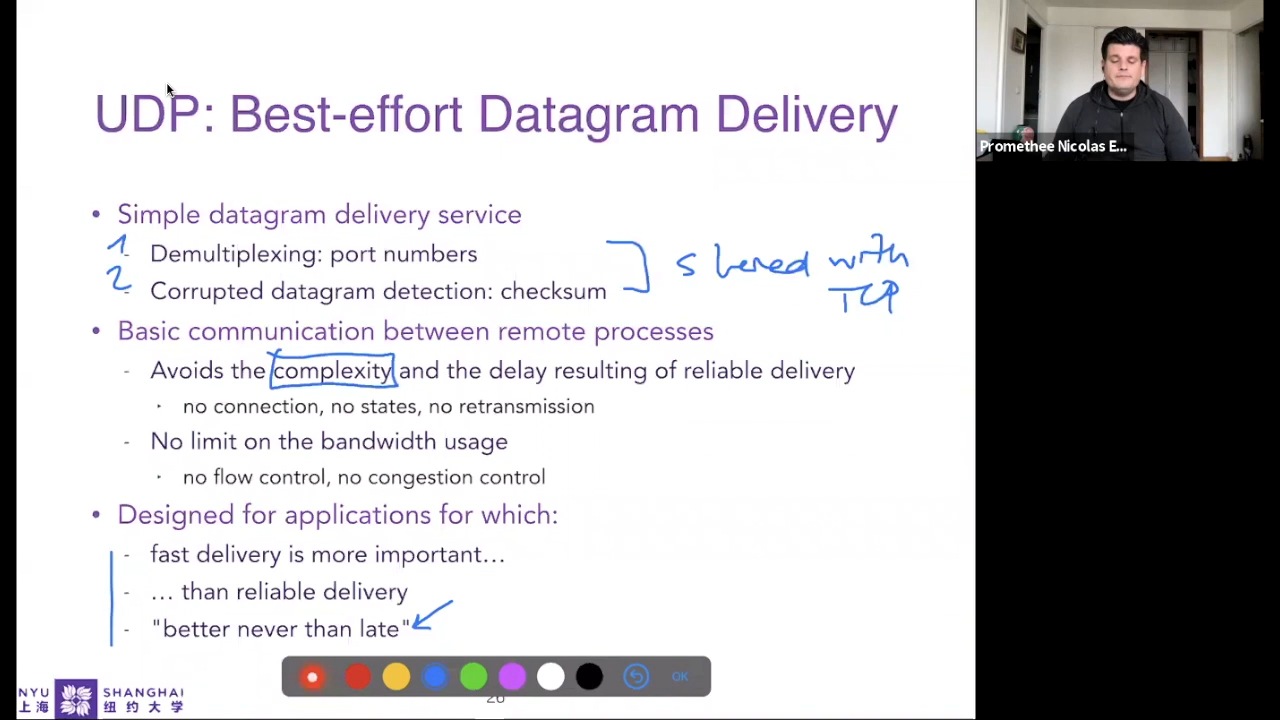 UDP: Best-effort Datagram Delivery
• Simple datagram delivery service
1 - Demultiplexing: port numbers
2 - Corrupted datagram detection: checksum
shared with
TCP
• Basic communication between remote processes
- Avoids the complexity and the delay resulting of reliable delivery
· no connection, no states, no retransmission
- No limit on the bandwidth usage
· no flow control, no congestion control
• Designed for applications for which:
- fast delivery is more important…
- … than reliable delivery
- "better never than late"
OK
NYU SHANGHAI
上海 纽约大学
Promethee Nicolas E...